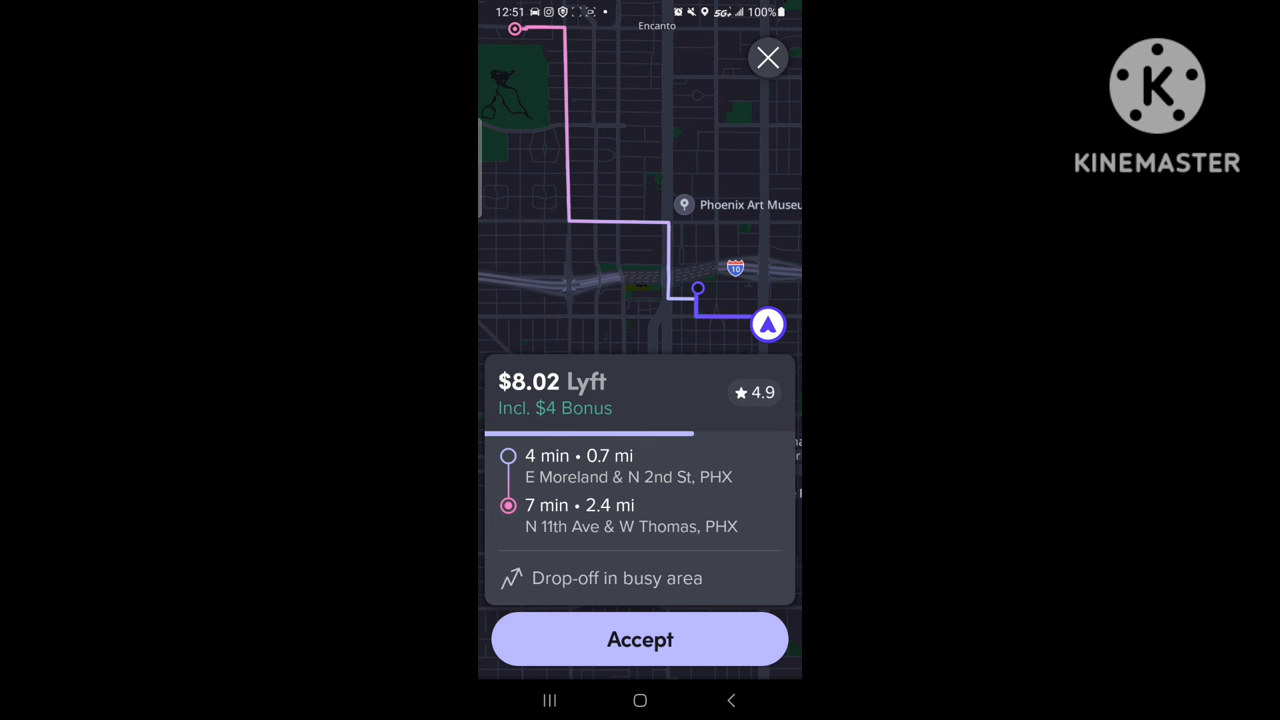 12:51
5G+
100%
Encanto
K
KINEMASTER
Phoenix Art Museu
10
$8.02 Lyft
Incl. $4 Bonus
★ 4.9
4 min • 0.7 mi
E Moreland & N 2nd St, PHX
7 min • 2.4 mi
N 11th Ave & W Thomas, PHX
Drop-off in busy area
Accept